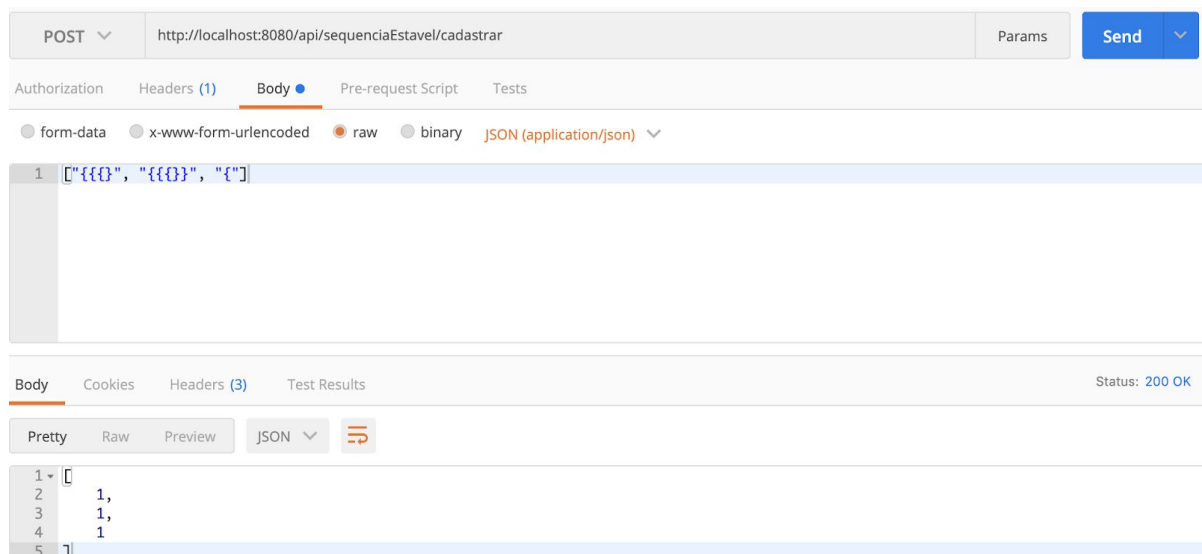 POST http://localhost:8080/api/sequenciaEstavel/cadastrar Params Send
Authorization Headers (1) Body Pre-request Script Tests
form-data x-www-form-urlencoded raw binary JSON (application/json)
1 ["{{{}", "{{{}}", "{"]
Body Cookies Headers (3) Test Results Status: 200 OK
Pretty Raw Preview JSON
1 [
2 1,
3 1,
4 1
5 ]